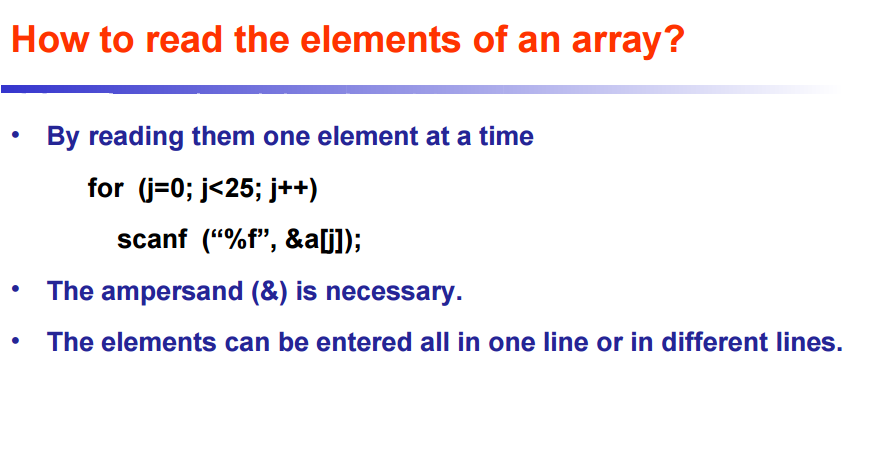 How to read the elements of an array?
• By reading them one element at a time
for (j=0; j<25; j++)
scanf (“%f”, &a[j]);
• The ampersand (&) is necessary.
• The elements can be entered all in one line or in different lines.